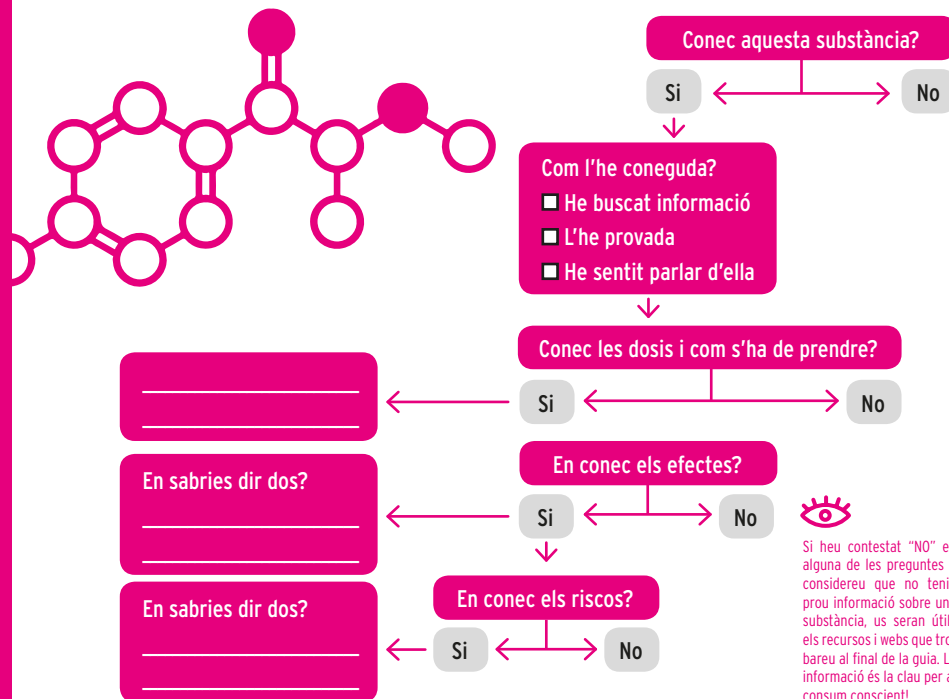 Conec aquesta substància?
Si
No
Com l'he coneguda?
He buscat informació
L'he provada
He sentit parlar d'ella
Conec les dosis i com s'ha de prendre?
Si
No
En conec els efectes?
En sabries dir dos?
Si
No
En conec els riscos?
En sabries dir dos?
Si
No
Si heu contestat “NO” e
alguna de les preguntes
considereu que no teni
prou informació sobre un
substància, us seran útil
els recursos i webs que tro
bareu al final de la guia. L
informació és la clau per a
consum conscient!